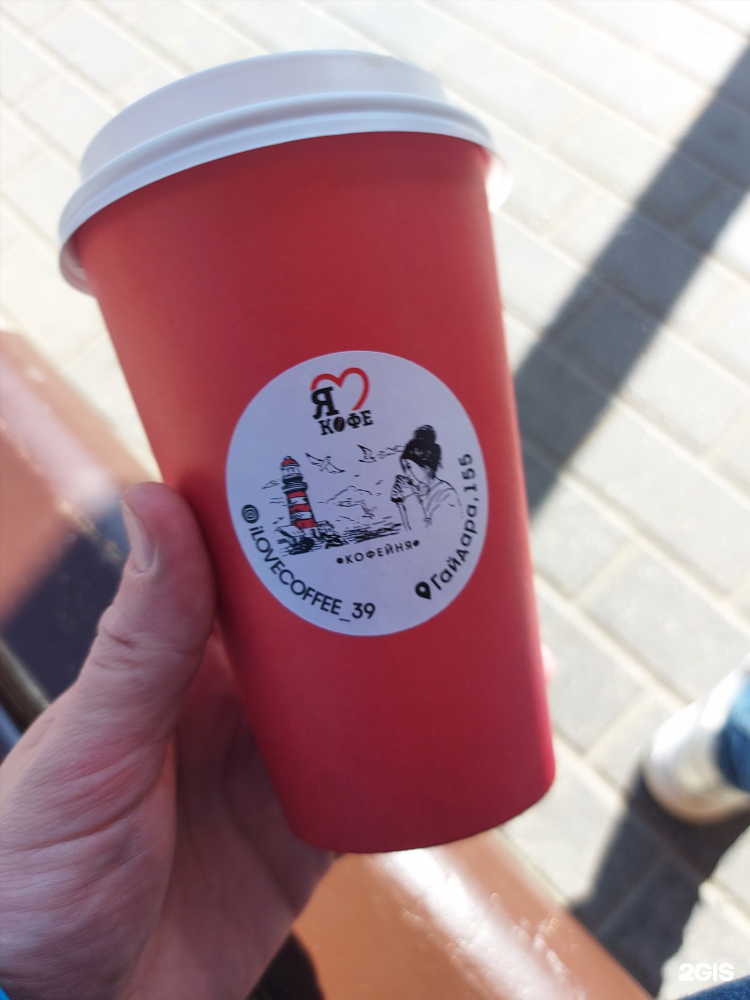 Я
КОФЕ
•КОФЕЙНЯ•
iLOVECOFFEE_39
Гайдара,155
2GIS